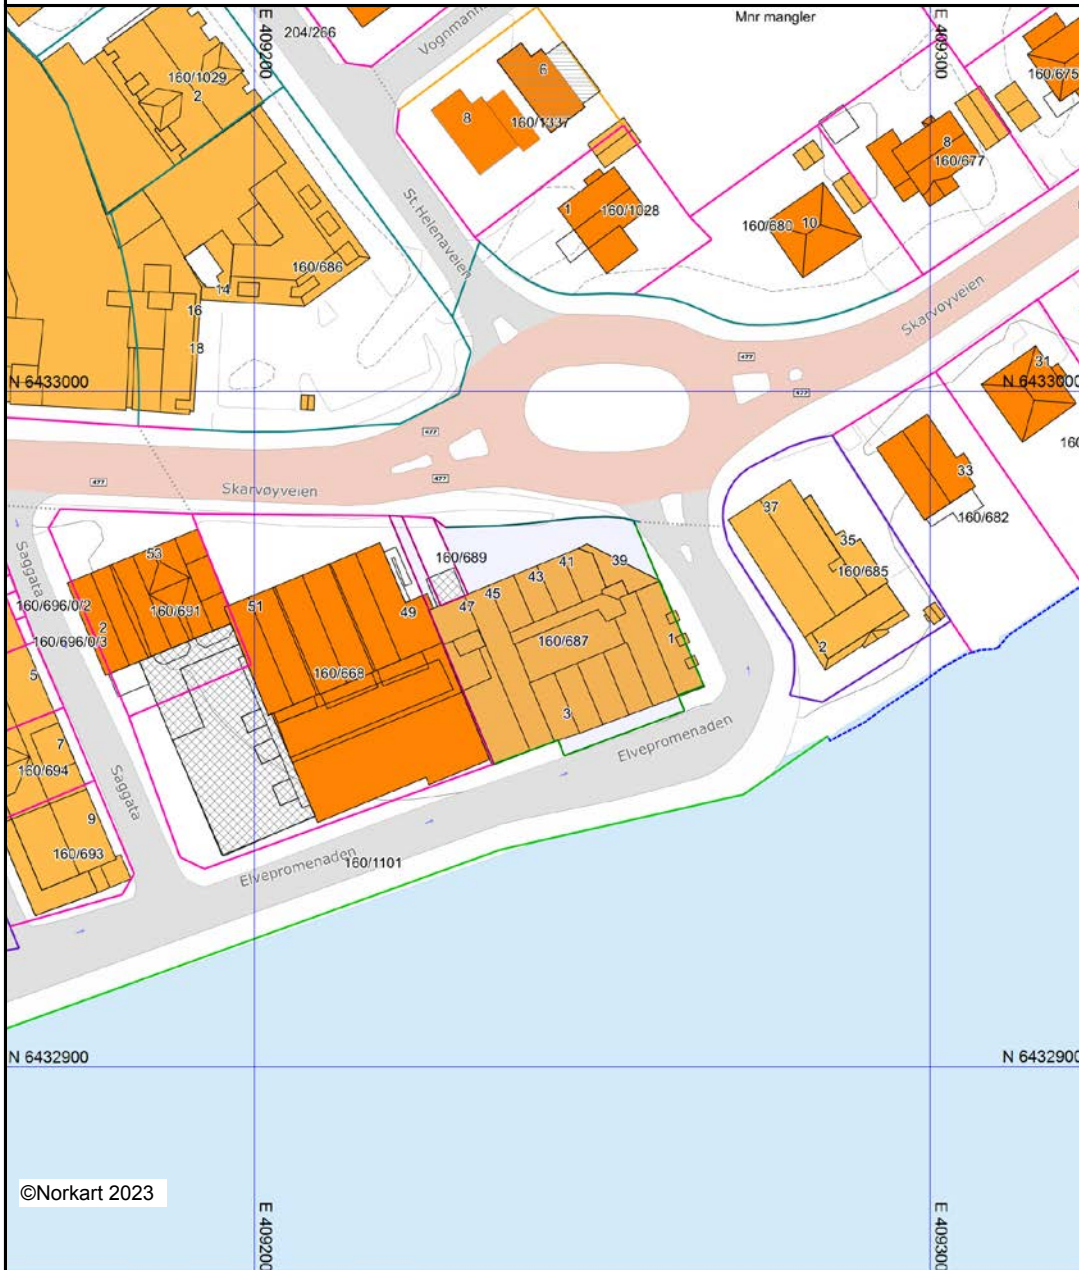 Mnr mangler
E 409200
E 409300
204/266
Vognmann
160/1029
2
6
8
160/1337
160/675
8
160/677
St.Helenaveien
1
160/1028
160/680
10
160/686
14
16
18
Skarvøyveien
477
477
31
N 6433000
N 6433000
477
477
477
Skarvøyveien
33
160/682
37
35
160/685
2
Saggata
53
160/689
41
39
43
45
47
49
51
160/696/0/2
160/691
2
160/696/0/3
160/687
1
160/668
5
3
7
160/694
Elvepromenaden
Saggata
9
160/693
Elvepromenaden
160/1101
N 6432900
N 6432900
©Norkart 2023
E 409200
E 409300